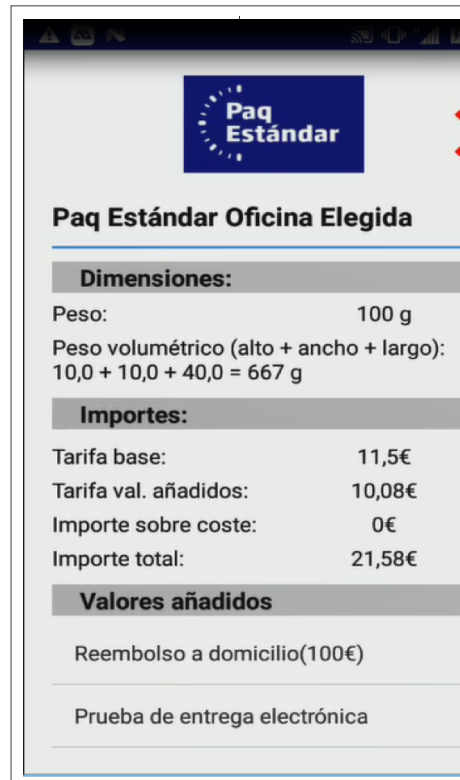 Paq
Estándar
Paq Estándar Oficina Elegida
Dimensiones:
Peso: 100 g
Peso volumétrico (alto + ancho + largo):
10,0 + 10,0 + 40,0 = 667 g
Importes:
Tarifa base: 11,5€
Tarifa val. añadidos: 10,08€
Importe sobre coste: 0€
Importe total: 21,58€
Valores añadidos
Reembolso a domicilio(100€)
Prueba de entrega electrónica